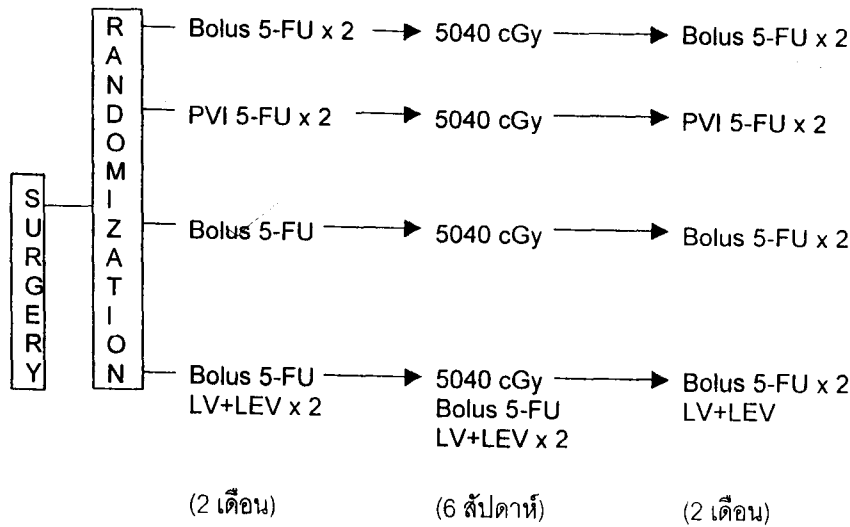 SURGERY
RANDOMIZATION
Bolus 5-FU x 2 5040 cGy Bolus 5-FU x 2
PVI 5-FU x 2 5040 cGy PVI 5-FU x 2
Bolus 5-FU 5040 cGy Bolus 5-FU x 2
Bolus 5-FU 5040 cGy Bolus 5-FU x 2
LV+LEV x 2 Bolus 5-FU LV+LEV
LV+LEV x 2
(2 เดือน) (6 สัปดาห์) (2 เดือน)